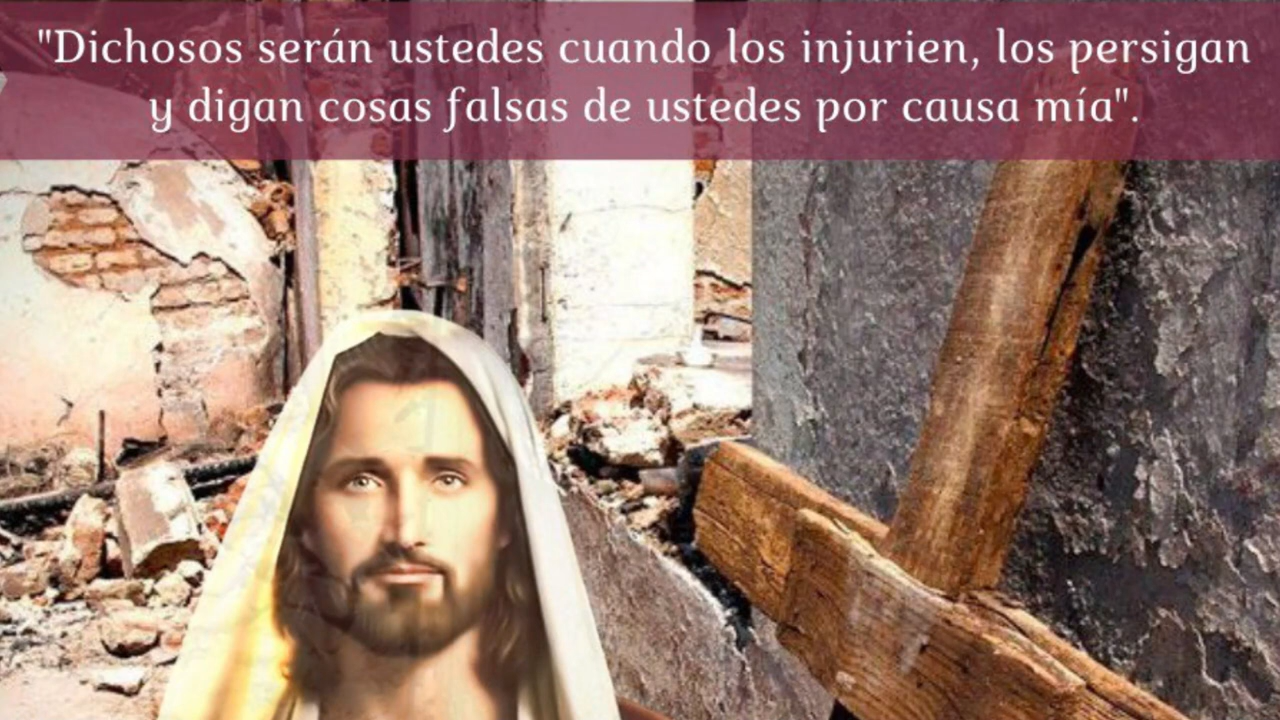 "Dichosos serán ustedes cuando los injurien, los persigan
y digan cosas falsas de ustedes por causa mía".